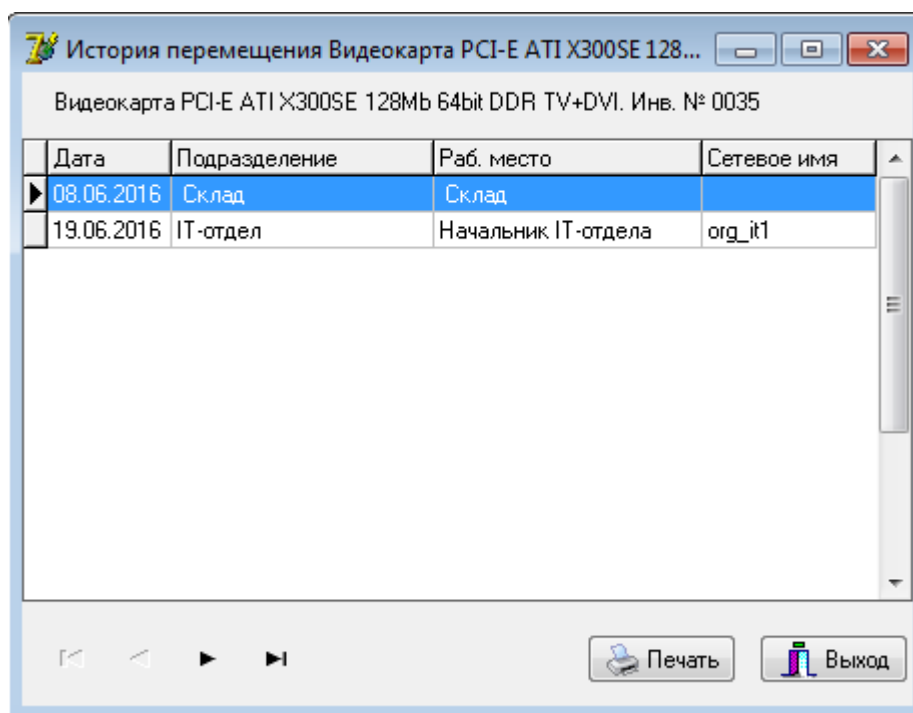 История перемещения Видеокарта PCI-E ATI X300SE 128...
Видеокарта PCI-E ATI X300SE 128Mb 64bit DDR TV+DVI. Инв. № 0035
Дата Подразделение Раб. место Сетевое имя
08.06.2016 Склад Склад
19.06.2016 IT-отдел Начальник IT-отдела org_it1
Печать Выход